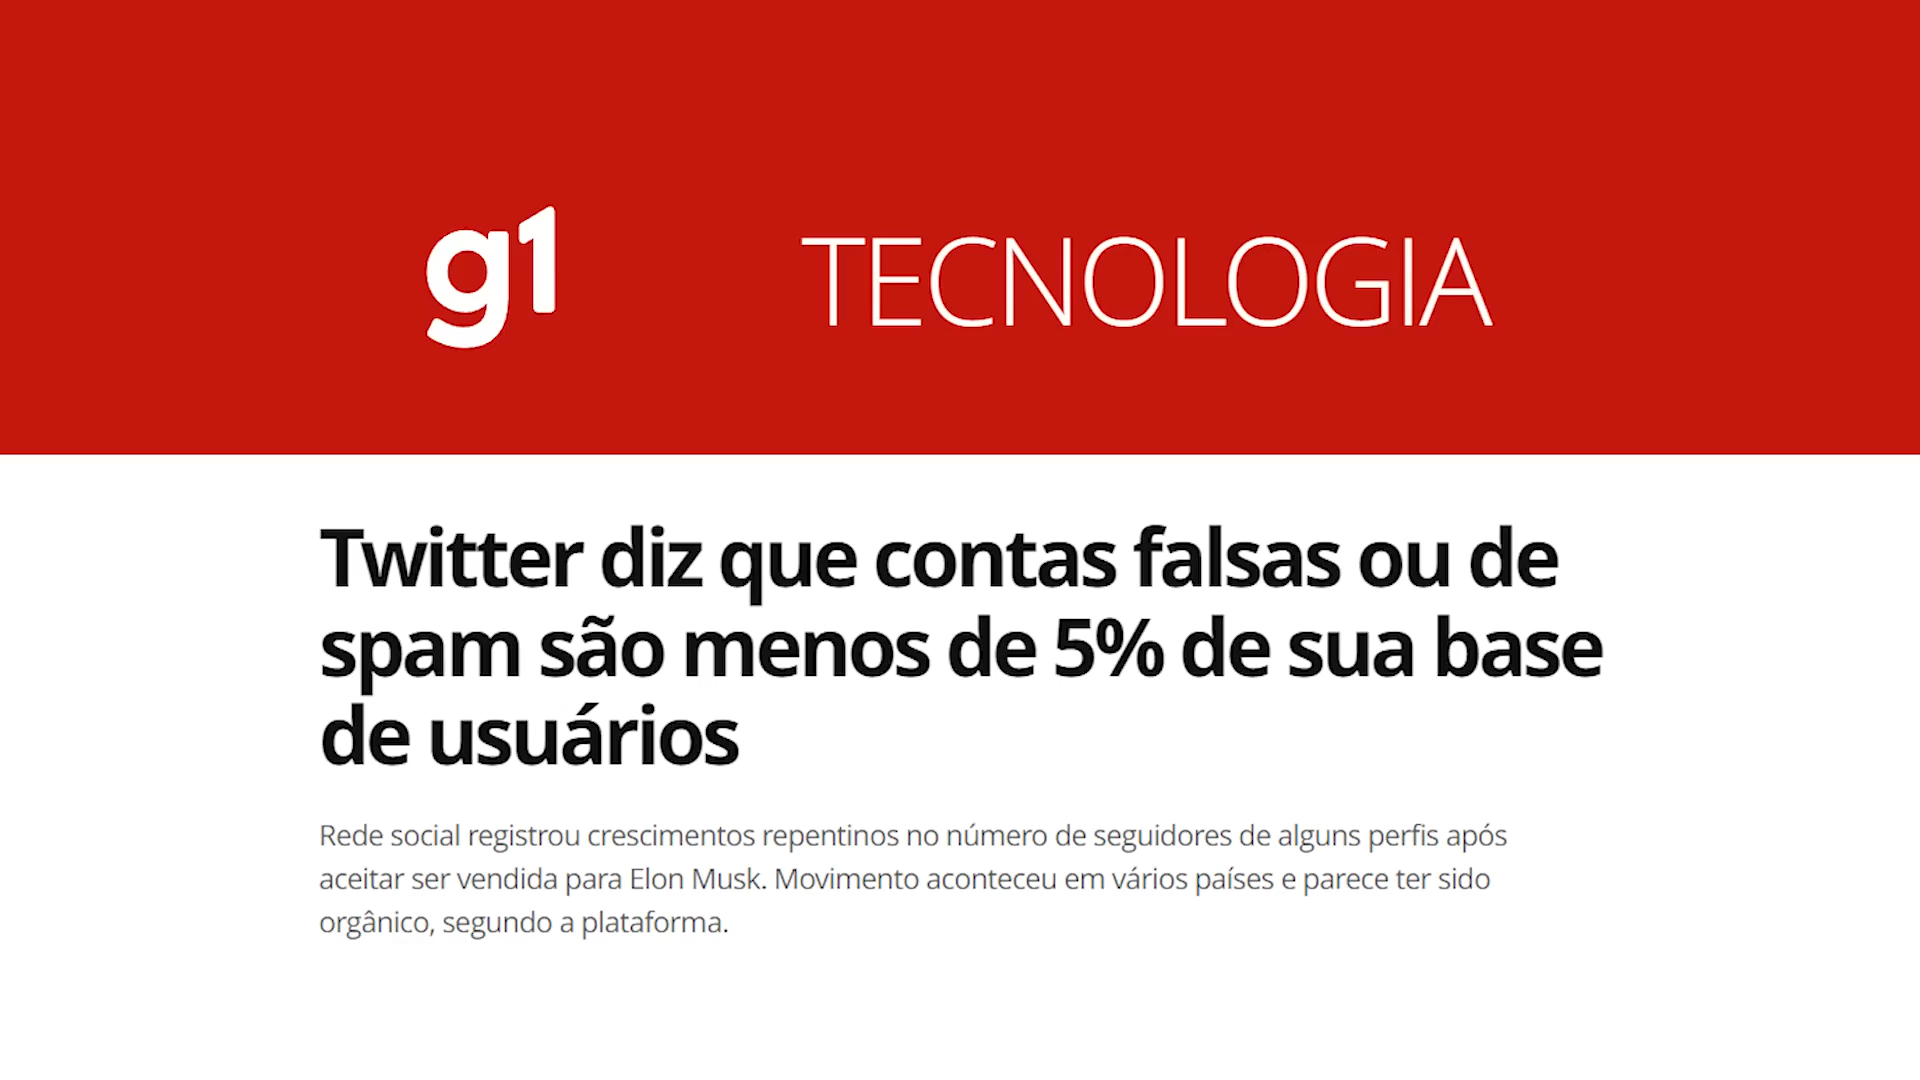 g1 TECNOLOGIA
Twitter diz que contas falsas ou de
spam são menos de 5% de sua base
de usuários
Rede social registrou crescimentos repentinos no número de seguidores de alguns perfis após
aceitar ser vendida para Elon Musk. Movimento aconteceu em vários países e parece ter sido
orgânico, segundo a plataforma.